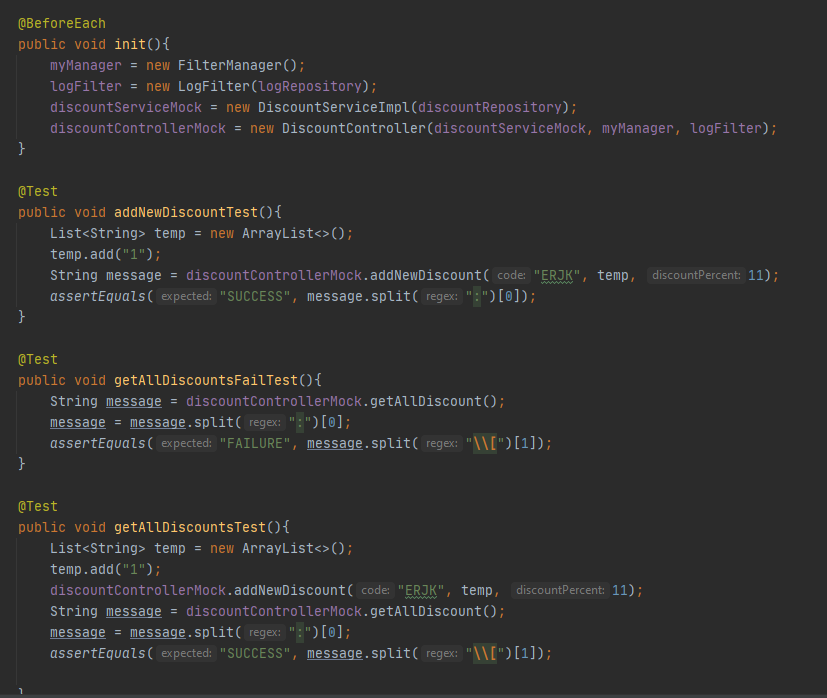 @BeforeEach
public void init(){
myManager = new FilterManager();
logFilter = new LogFilter(logRepository);
discountServiceMock = new DiscountServiceImpl(discountRepository);
discountControllerMock = new DiscountController(discountServiceMock, myManager, logFilter);
}
@Test
public void addNewDiscountTest(){
List<String> temp = new ArrayList<>();
temp.add("1");
String message = discountControllerMock.addNewDiscount( code: "ERJK", temp, discountPercent: 11);
assertEquals( expected: "SUCCESS", message.split( regex: ":")[0]);
}
@Test
public void getAllDiscountsFailTest(){
String message = discountControllerMock.getAllDiscount();
message = message.split( regex: ":")[0];
assertEquals( expected: "FAILURE", message.split( regex: "\\[")[1]);
}
@Test
public void getAllDiscountsTest(){
List<String> temp = new ArrayList<>();
temp.add("1");
discountControllerMock.addNewDiscount( code: "ERJK", temp, discountPercent: 11);
String message = discountControllerMock.getAllDiscount();
message = message.split( regex: ":")[0];
assertEquals( expected: "SUCCESS", message.split( regex: "\\[")[1]);
}